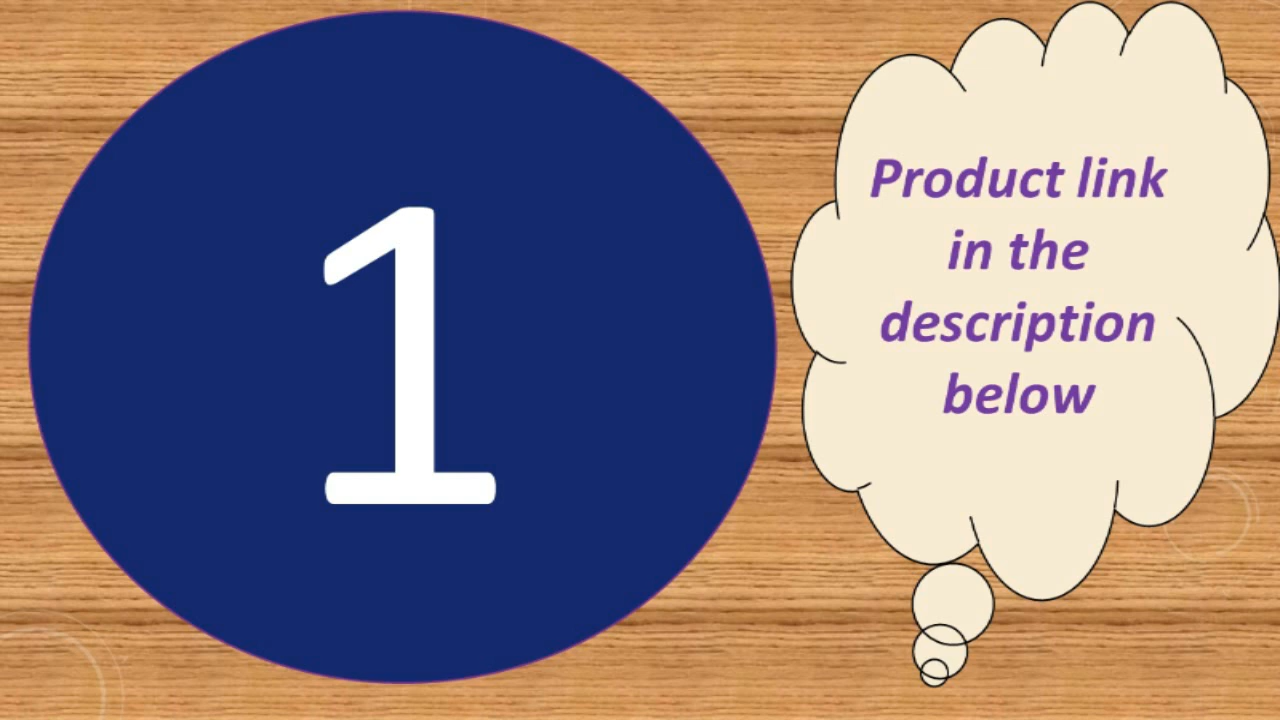 1
Product link
in the
description
below